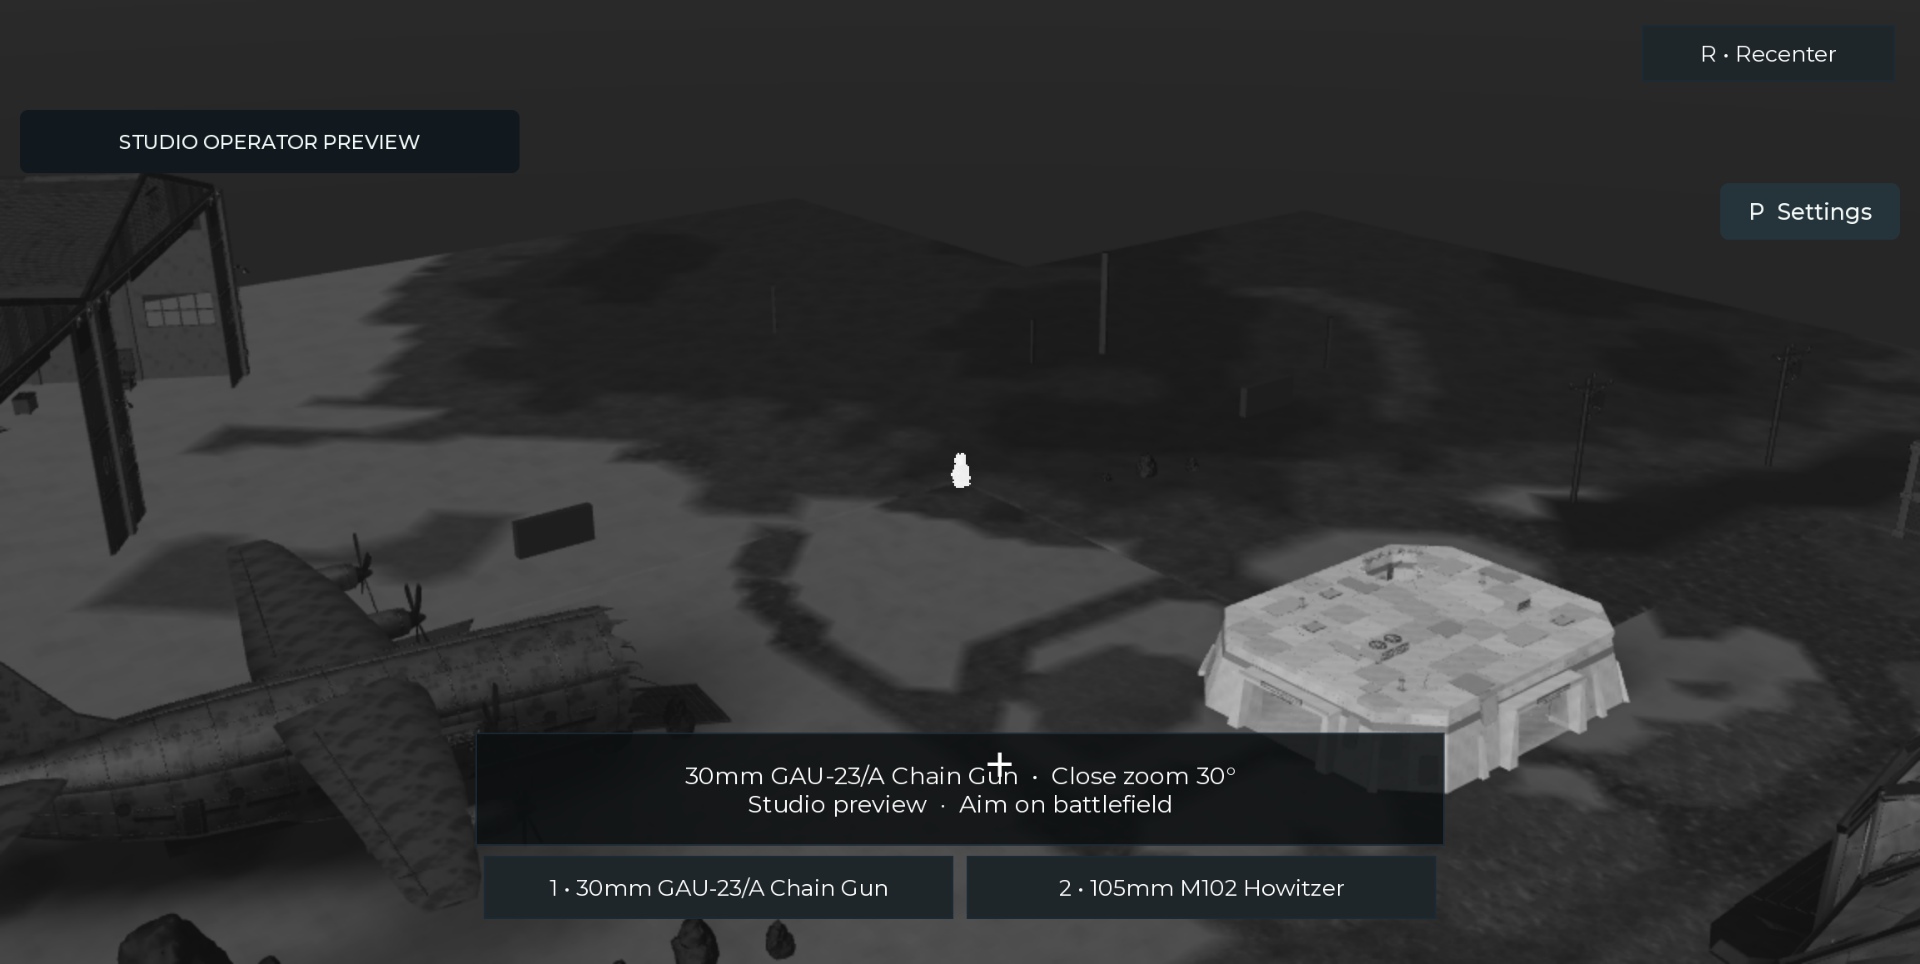 R • Recenter
STUDIO OPERATOR PREVIEW
P Settings
30mm GAU-23/A Chain Gun • Close zoom 30°
Studio preview • Aim on battlefield
1 • 30mm GAU-23/A Chain Gun
2 • 105mm M102 Howitzer